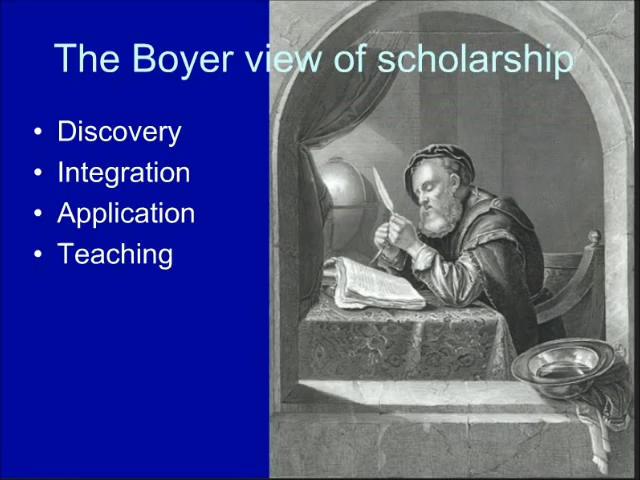 The Boyer view of scholarship
• Discovery
• Integration
• Application
• Teaching